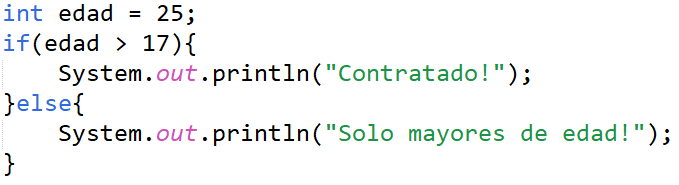 int edad = 25;
if(edad > 17){
    System.out.println("Contratado!");
}else{
    System.out.println("Solo mayores de edad!");
}